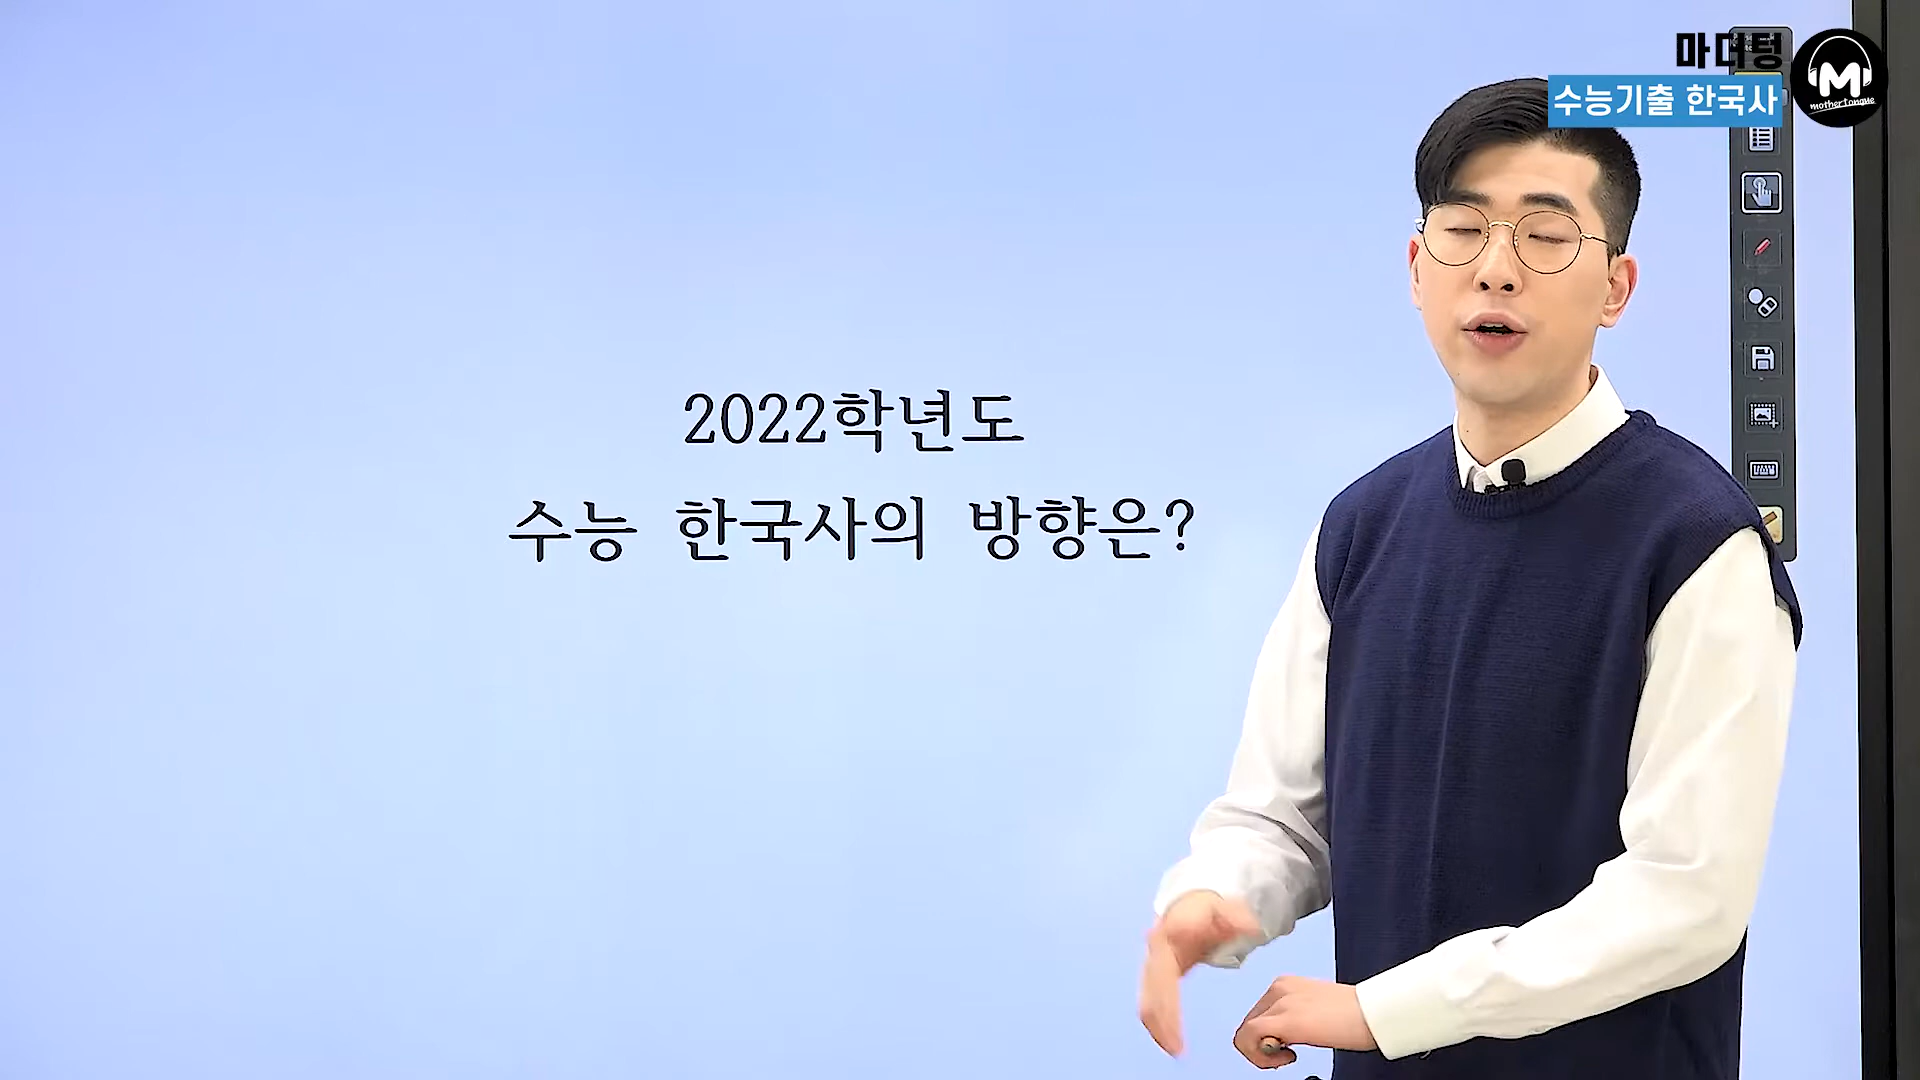 마더텅
수능기출 한국사
M
mothertongue
2022학년도
수능 한국사의 방향은?